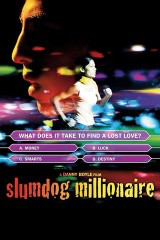 A DANNY BOYLE FILM
WHAT DOES IT TAKE TO FIND A LOST LOVE?
A. MONEY B. LUCK
C. SMARTS D. DESTINY
slumdog millionaire